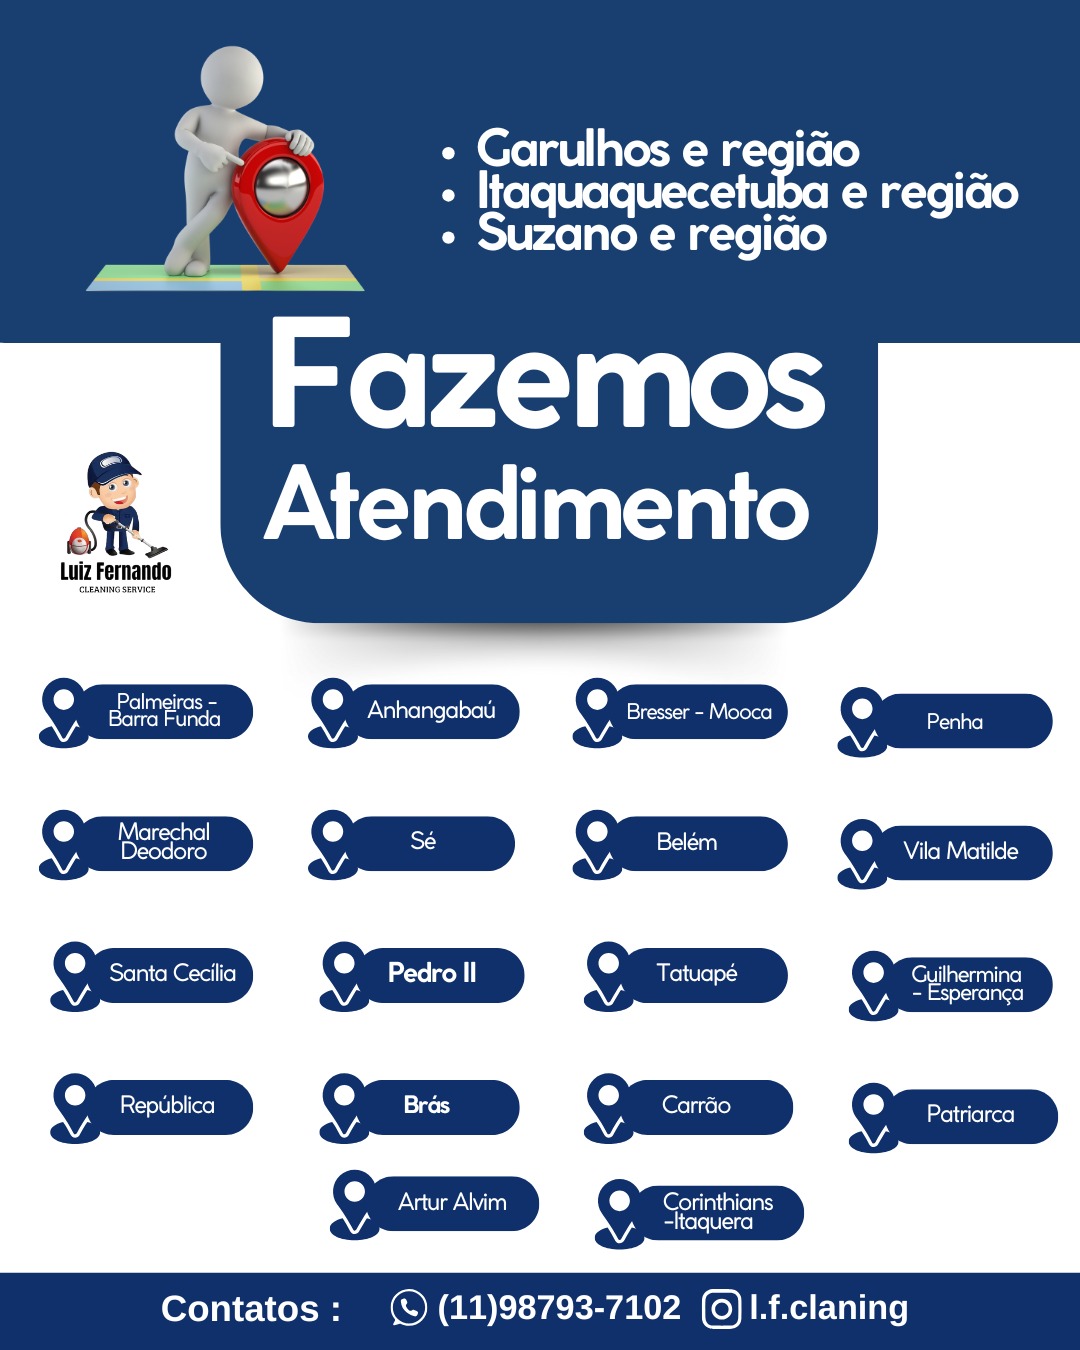 • Garulhos e região
• Itaquaquecetuba e região
• Suzano e região
Fazemos
Atendimento
Luiz Fernando
CLEANING SERVICE
Palmeiras -
Barra Funda
Anhangabaú
Bresser - Mooca
Penha
Marechal
Deodoro
Sé
Belém
Vila Matilde
Santa Cecília
Pedro II
Tatuapé
Guilhermina
- Esperança
República
Brás
Carrão
Patriarca
Artur Alvim
Corinthians
-Itaquera
Contatos : (11)98793-7102 l.f.claning